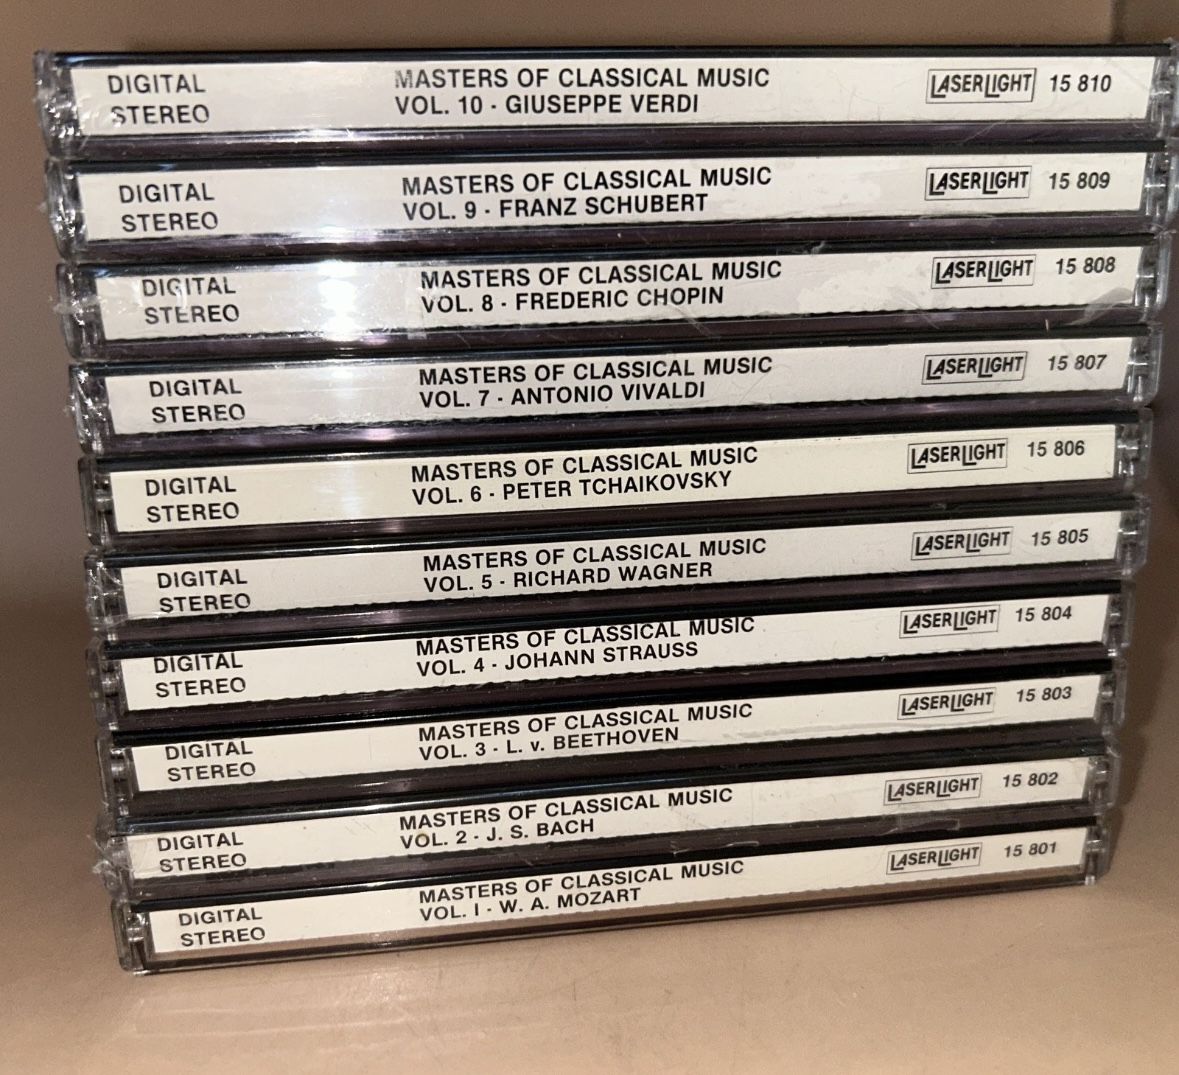 DIGITAL
STEREO
MASTERS OF CLASSICAL MUSIC
VOL. 10 · GIUSEPPE VERDI
LASERLIGHT 15 810
DIGITAL
STEREO
MASTERS OF CLASSICAL MUSIC
VOL. 9 · FRANZ SCHUBERT
LASERLIGHT 15 809
DIGITAL
STEREO
MASTERS OF CLASSICAL MUSIC
VOL. 8 · FREDERIC CHOPIN
LASERLIGHT 15 808
DIGITAL
STEREO
MASTERS OF CLASSICAL MUSIC
VOL. 7 · ANTONIO VIVALDI
LASERLIGHT 15 807
DIGITAL
STEREO
MASTERS OF CLASSICAL MUSIC
VOL. 6 · PETER TCHAIKOVSKY
LASERLIGHT 15 806
DIGITAL
STEREO
MASTERS OF CLASSICAL MUSIC
VOL. 5 · RICHARD WAGNER
LASERLIGHT 15 805
DIGITAL
STEREO
MASTERS OF CLASSICAL MUSIC
VOL. 4 · JOHANN STRAUSS
LASERLIGHT 15 804
DIGITAL
STEREO
MASTERS OF CLASSICAL MUSIC
VOL. 3 · L. v. BEETHOVEN
LASERLIGHT 15 803
DIGITAL
STEREO
MASTERS OF CLASSICAL MUSIC
VOL. 2 · J. S. BACH
LASERLIGHT 15 802
DIGITAL
STEREO
MASTERS OF CLASSICAL MUSIC
VOL. I · W. A. MOZART
LASERLIGHT 15 801